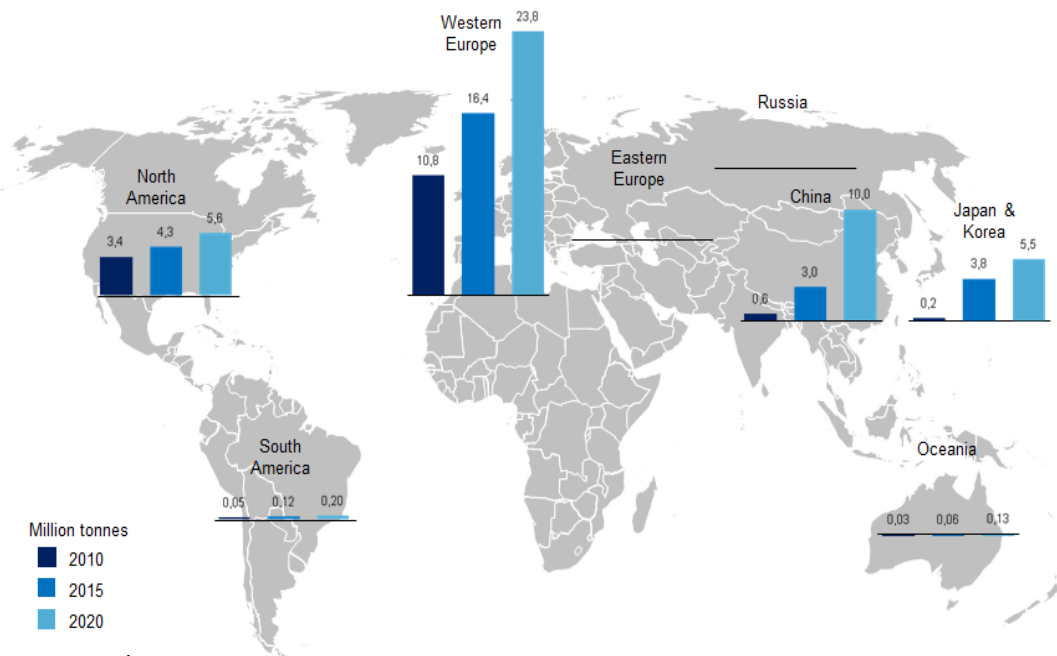 Western
Europe
23,8
16,4
10,8
Russia
Eastern
Europe
North
America
3,4
4,3
5,6
China
0,6
3,0
10,0
Japan &
Korea
0,2
3,8
5,5
South
America
0,05
0,12
0,20
Oceania
0,03
0,06
0,13
Million tonnes
2010
2015
2020